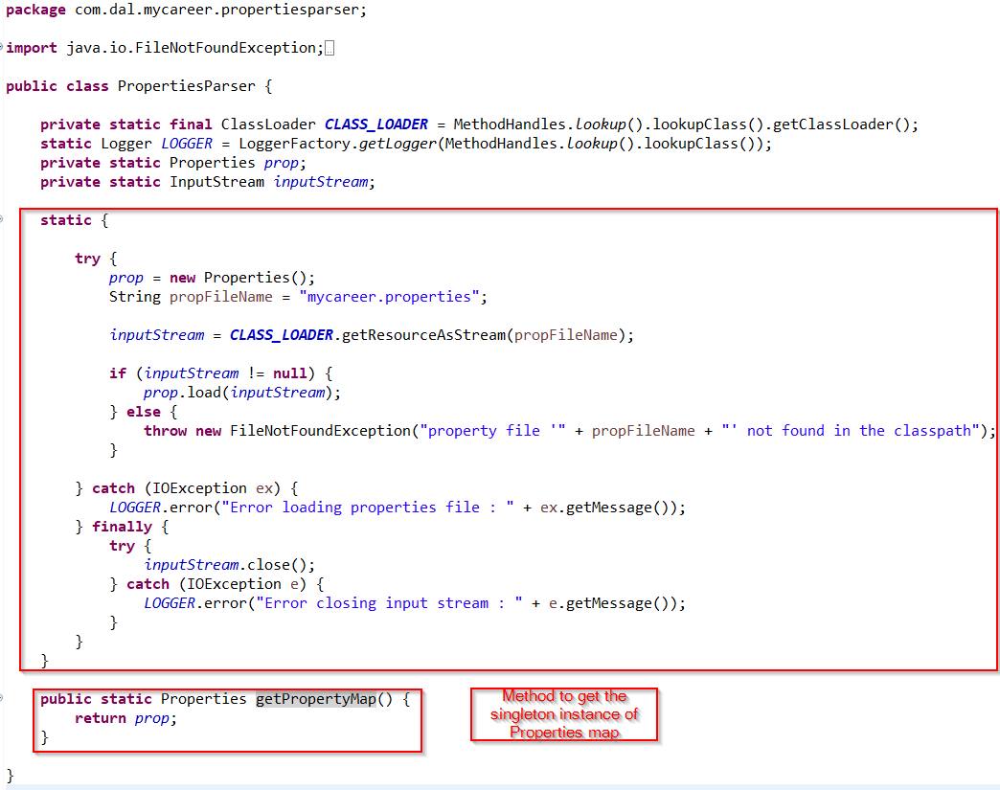 package com.dal.mycareer.propertiesparser;
import java.io.FileNotFoundException;
public class PropertiesParser {
private static final ClassLoader CLASS_LOADER = MethodHandles.lookup().lookupClass().getClassLoader();
static Logger LOGGER = LoggerFactory.getLogger(MethodHandles.lookup().lookupClass());
private static Properties prop;
private static InputStream inputStream;
static {
try {
prop = new Properties();
String propFileName = "mycareer.properties";
inputStream = CLASS_LOADER.getResourceAsStream(propFileName);
if (inputStream != null) {
prop.load(inputStream);
} else {
throw new FileNotFoundException("property file '" + propFileName + "' not found in the classpath");
}
} catch (IOException ex) {
LOGGER.error("Error loading properties file : " + ex.getMessage());
} finally {
try {
inputStream.close();
} catch (IOException e) {
LOGGER.error("Error closing input stream : " + e.getMessage());
}
}
}
public static Properties getPropertyMap() {
return prop;
}
Method to get the
singleton instance of
Properties map
}